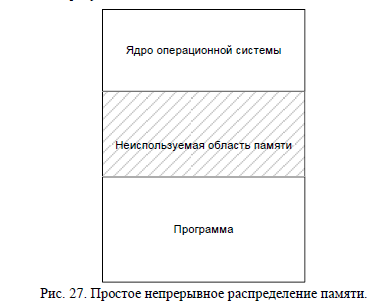 Ядро операционной системы
Неиспользуемая область памяти
Программа
Рис. 27. Простое непрерывное распределение памяти.